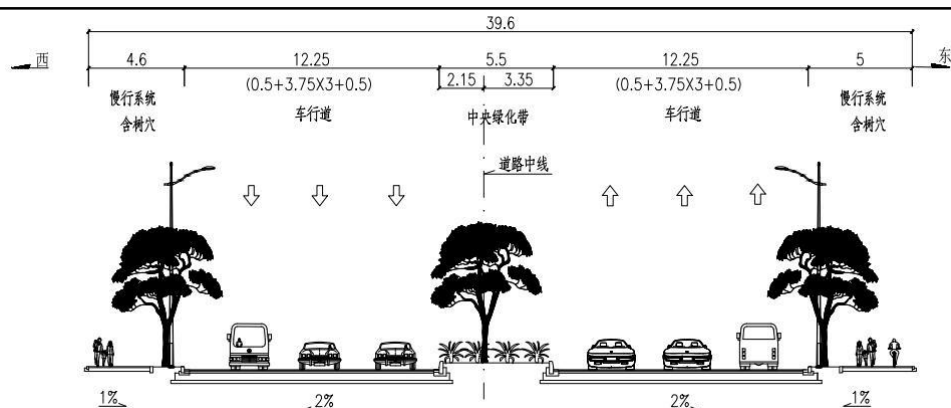 39.6
西
4.6
12.25
5.5
12.25
5
东
2.15
3.35
(0.5+3.75X3+0.5)
(0.5+3.75X3+0.5)
慢行系统
含树穴
车行道
中央绿化带
车行道
慢行系统
含树穴
道路中线
1%
2%
2%
1%